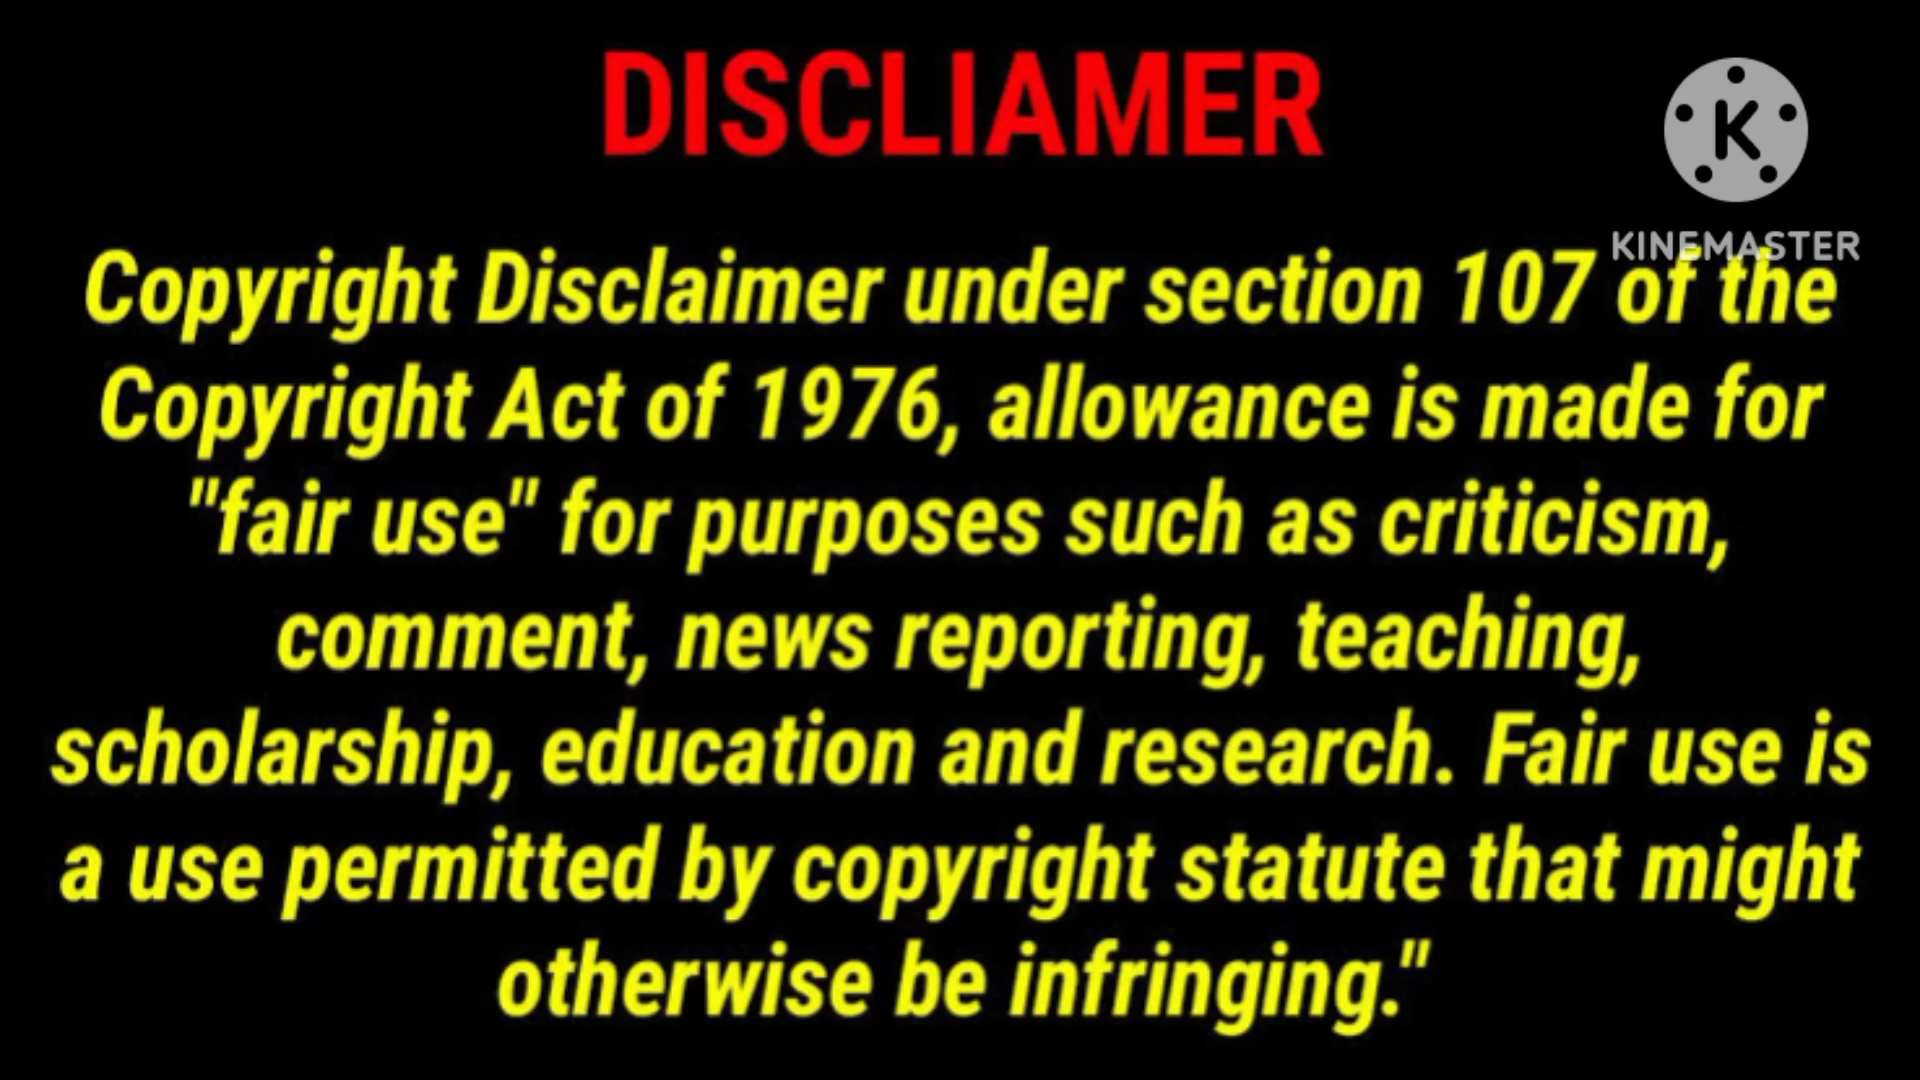 DISCLIAMER
K
KINEMASTER
Copyright Disclaimer under section 107 of the
Copyright Act of 1976, allowance is made for
"fair use" for purposes such as criticism,
comment, news reporting, teaching,
scholarship, education and research. Fair use is
a use permitted by copyright statute that might
otherwise be infringing."